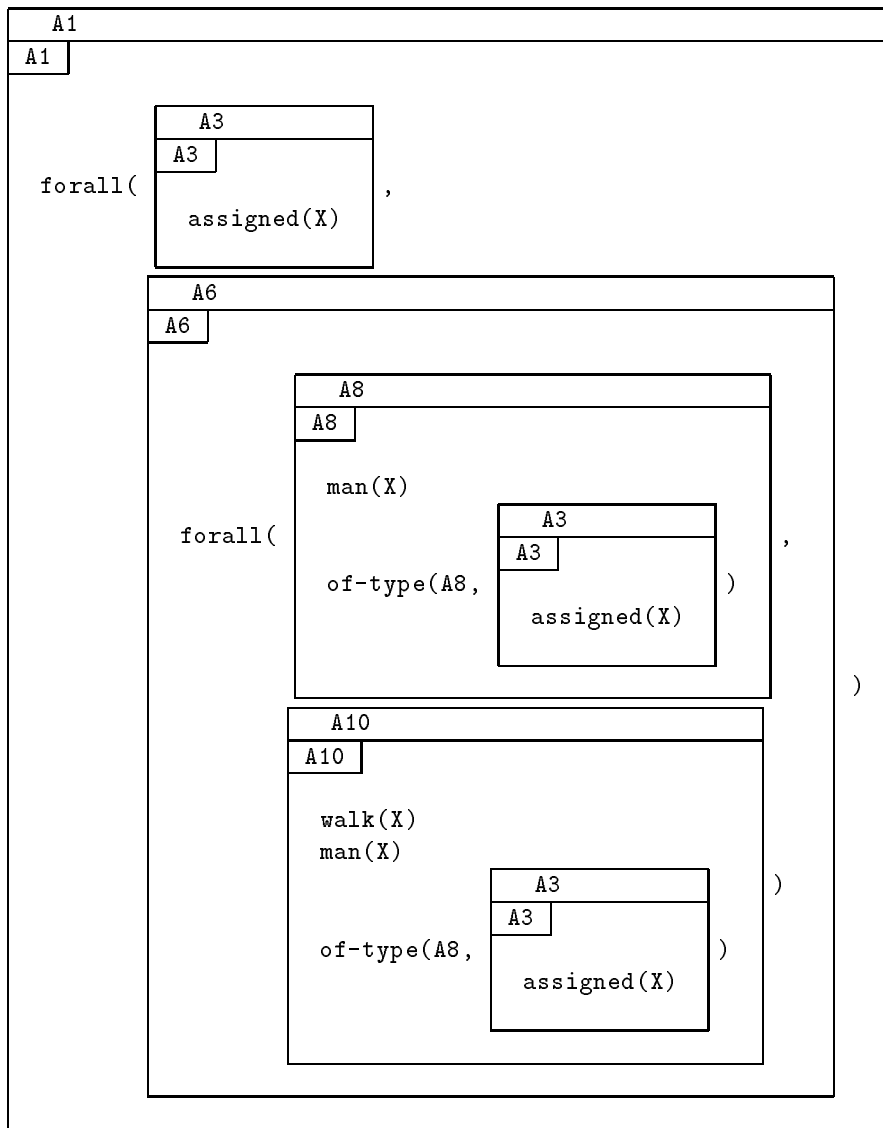 A1
A1
A3
A3
forall( ,
assigned(X)
A6
A6
A8
A8
man(X)
A3
forall( ,
A3
of-type(A8, )
assigned(X)
)
A10
A10
walk(X)
man(X)
A3
)
A3
of-type(A8, )
assigned(X)